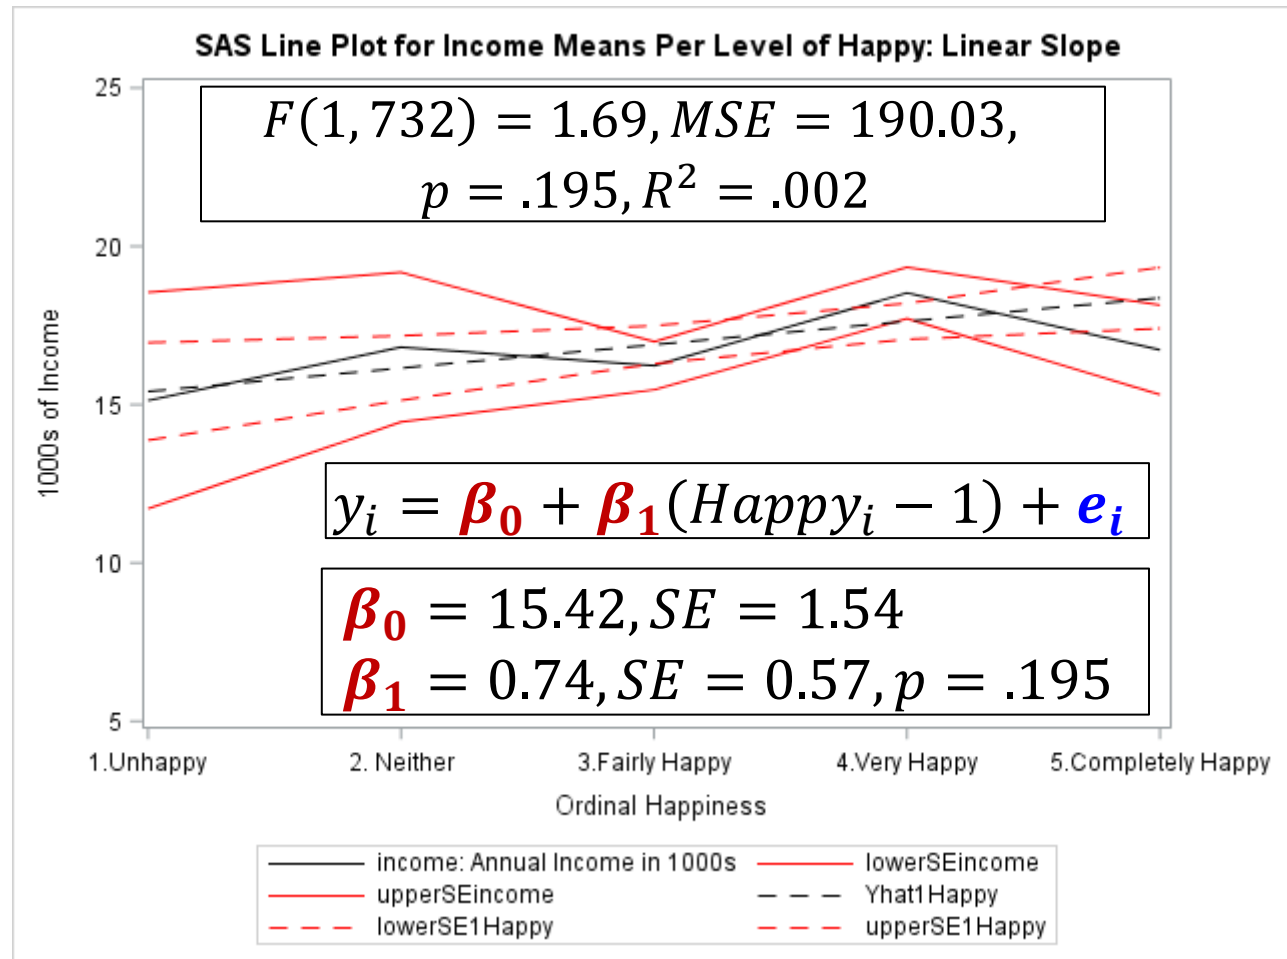 SAS Line Plot for Income Means Per Level of Happy: Linear Slope
25
F(1,732) = 1.69, MSE = 190.03,
p = .195, R² = .002
20
1000s of Income
15
yᵢ = β₀ + β₁(Happyᵢ − 1) + eᵢ
10
β₀ = 15.42, SE = 1.54
β₁ = 0.74, SE = 0.57, p = .195
5
1.Unhappy 2. Neither 3.Fairly Happy 4.Very Happy 5.Completely Happy
Ordinal Happiness
income: Annual Income in 1000s lowerSEincome
upperSEincome Yhat1Happy
lowerSE1Happy upperSE1Happy